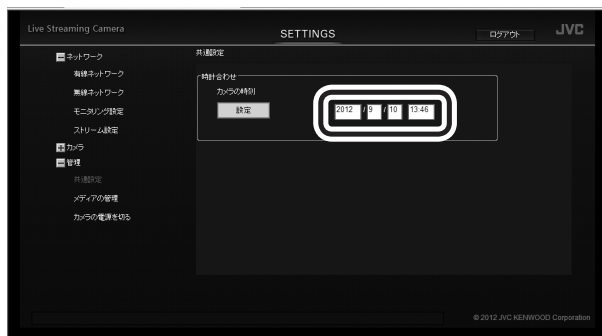 Live Streaming Camera
SETTINGS
ログアウト
JVC
ネットワーク
有線ネットワーク
無線ネットワーク
モニタリング設定
ストリーム設定
カメラ
管理
共通設定
メディアの管理
カメラの電源を切る
共通設定
時計合わせ
カメラの時刻
設定
2012 / 9 / 10 13:46
© 2012 JVC KENWOOD Corporation